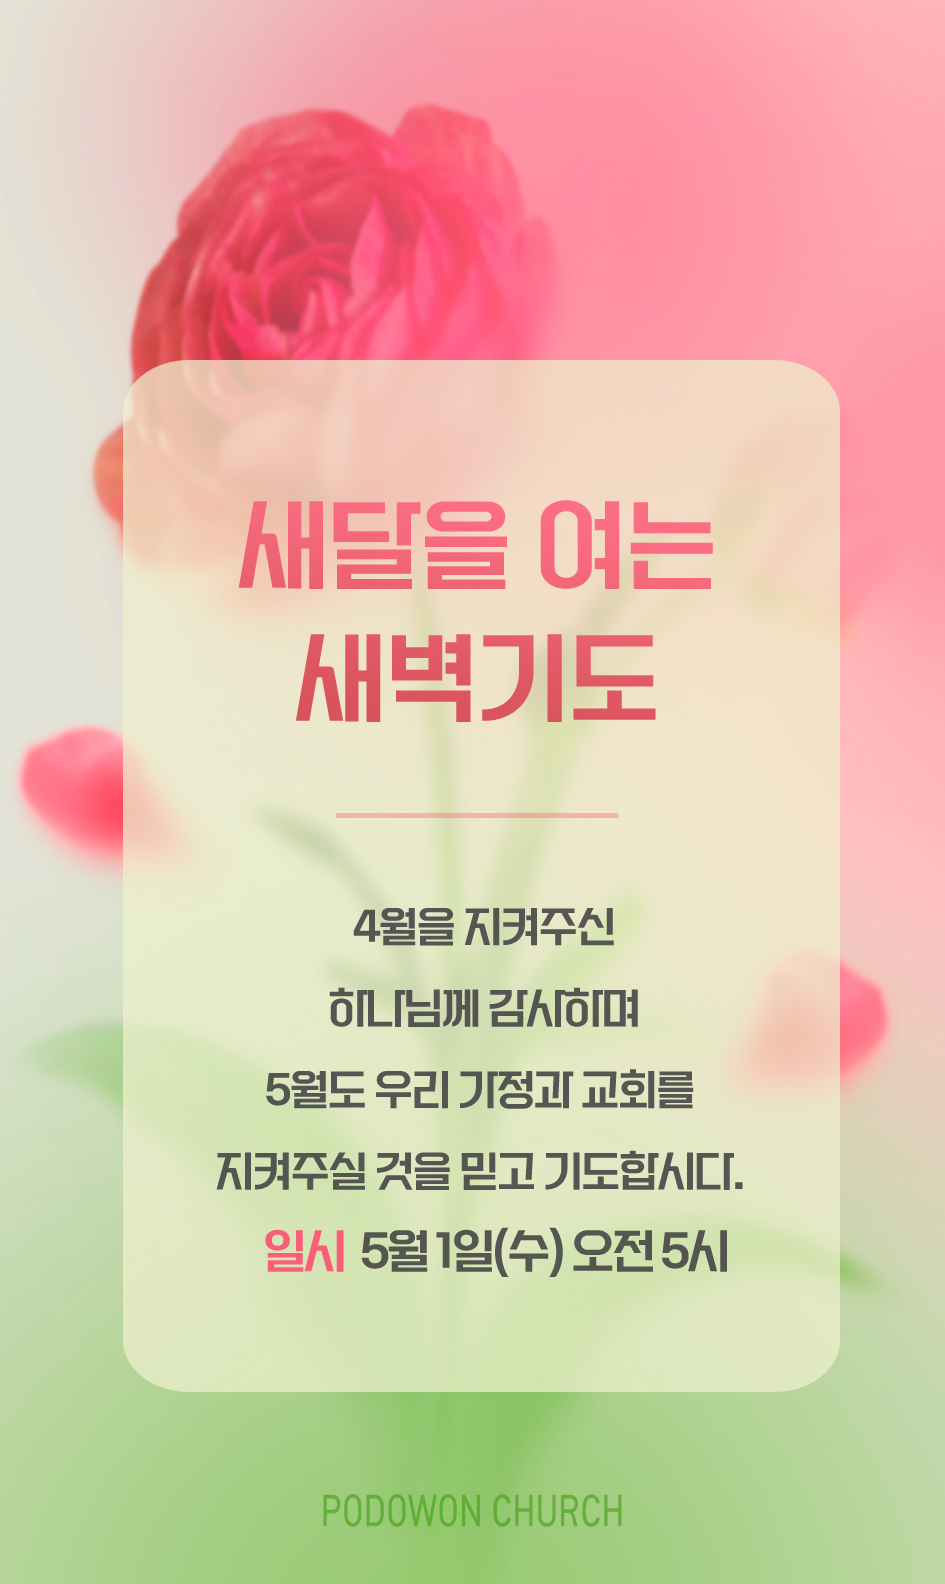 새달을 여는
새벽기도
4월을 지켜주신
하나님께 감사하며
5월도 우리 가정과 교회를
지켜주실 것을 믿고 기도합시다.
일시 5월 1일(수) 오전 5시
PODOWON CHURCH